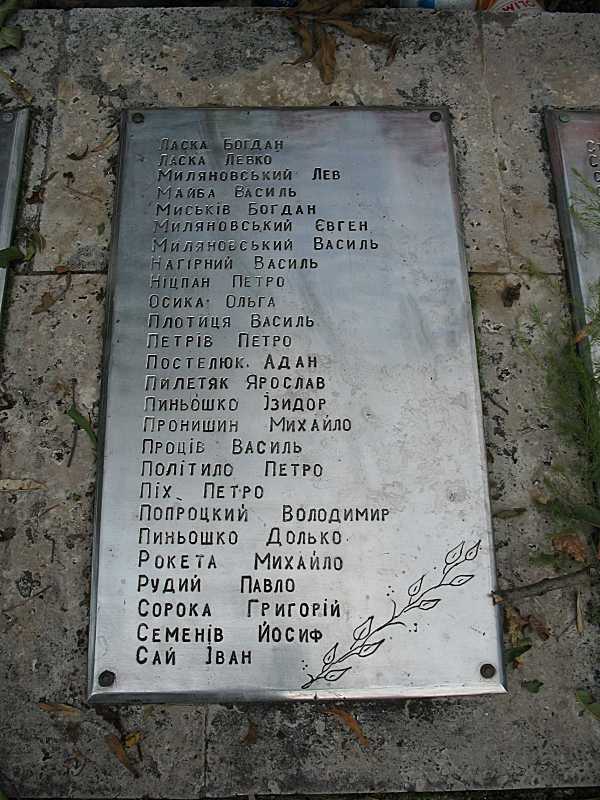 Ласка Богдан
Ласка Левко
Миляновський Лев
Майба Василь
Миськів Богдан
Миляновський Євген
Миляновський Василь
Нагірний Василь
Ніцпан Петро
Осика Ольга
Плотиця Василь
Петрів Петро
Постелюк Адан
Пилетяк Ярослав
Пиньошко Ізидор
Пронишин Михайло
Проців Василь
Політило Петро
Піх Петро
Попроцкий Володимир
Пиньошко Долько
Рокета Михайло
Рудий Павло
Сорока Григорій
Семенів Йосиф
Сай Іван